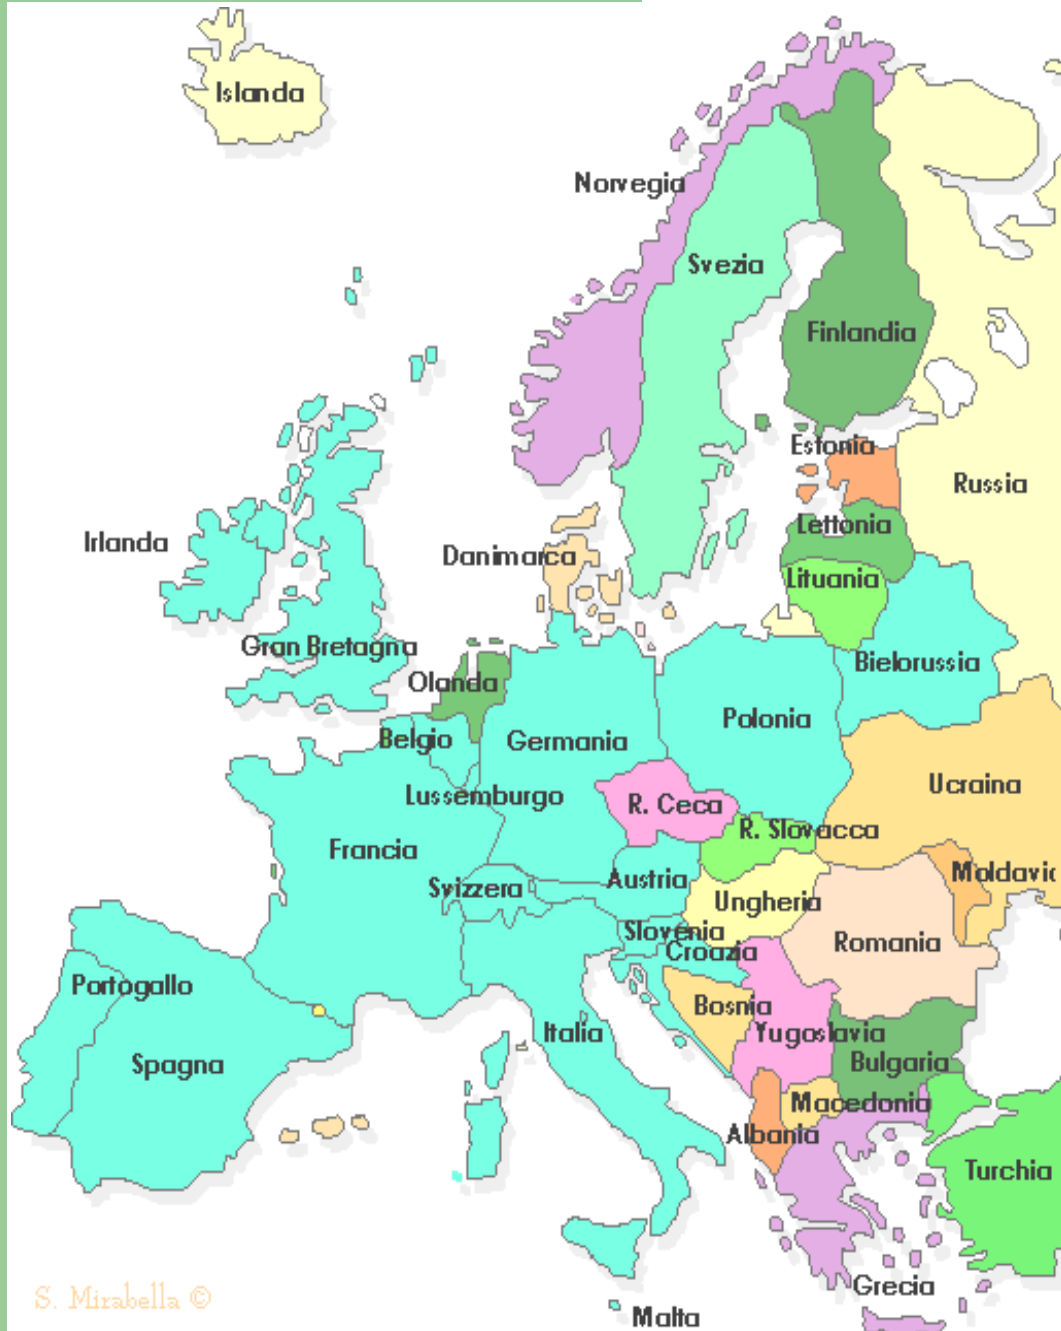 Islanda
Norvegia
Svezia
Finlandia
Estonia
Russia
Lettonia
Irlanda
Danimarca
Lituania
Gran Bretagna
Bielorussia
Olanda
Polonia
Belgio
Germania
Ucraina
Lussemburgo
R. Ceca
R. Slovacca
Francia
Moldavic
Austria
Svizzera
Ungheria
Slovenia
Romania
Croazia
Portogallo
Bosnia
Italia
Yugoslavia
Spagna
Bulgaria
Macedonia
Albania
Turchia
Grecia
S. Mirabella ©
Malta